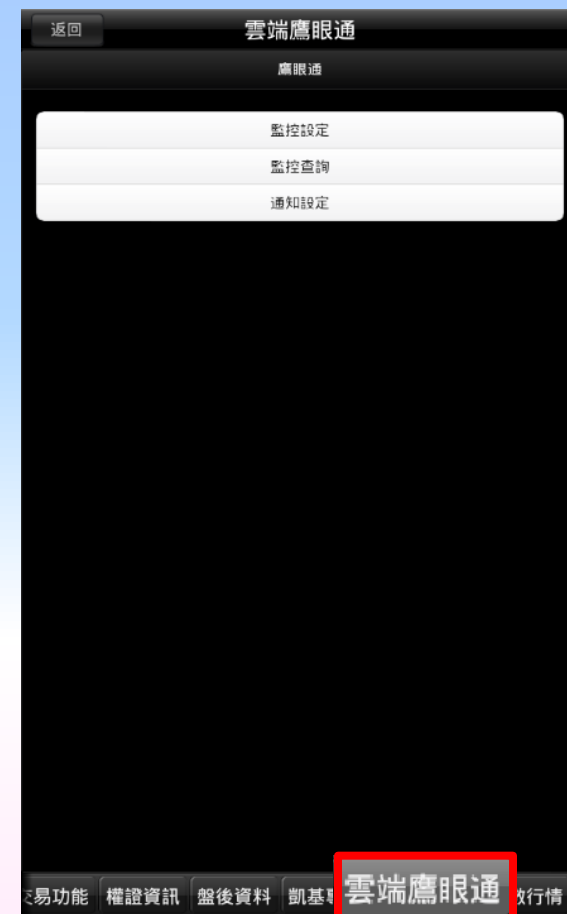 返回 雲端鷹眼通
鷹眼通
監控設定
監控查詢
通知設定
易功能 權證資訊 盤後資料 凱基 雲端鷹眼通 行情